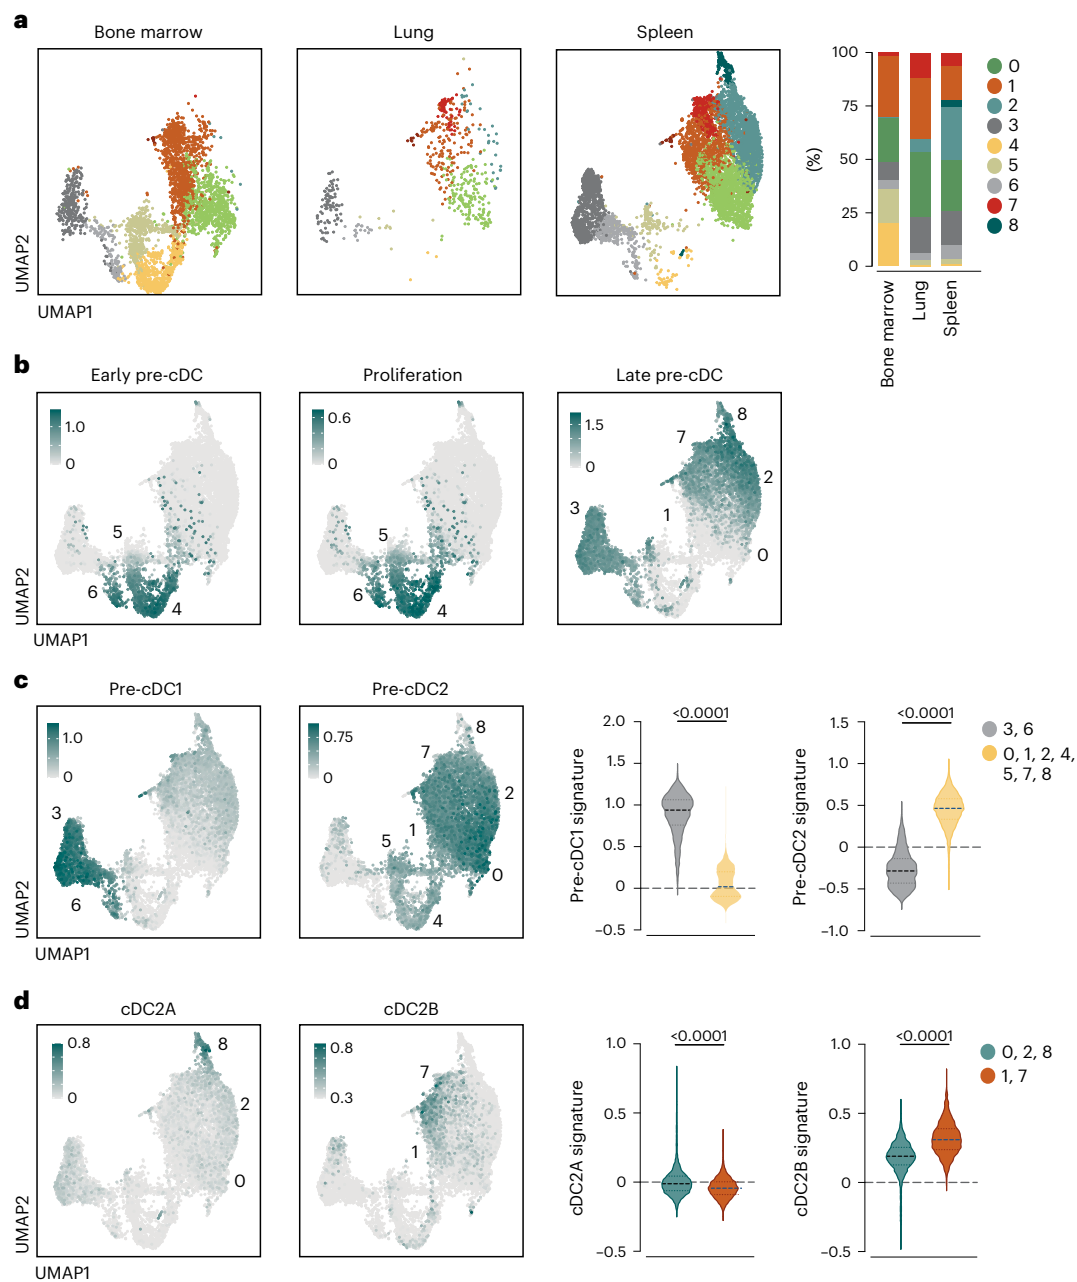 a
Bone marrow
Lung
Spleen
UMAP2
UMAP1
100
75
50
25
0
(%)
Bone marrow
Lung
Spleen
0
1
2
3
4
5
6
7
8
b
Early pre-cDC
Proliferation
Late pre-cDC
1.0
0
5
6
4
0.6
0
5
6
4
1.5
0
8
7
2
3
1
0
UMAP2
UMAP1
c
Pre-cDC1
Pre-cDC2
1.0
0
3
6
0.75
0
8
7
2
1
5
0
4
UMAP2
UMAP1
Pre-cDC1 signature
2.0
1.5
1.0
0.5
0
–0.5
<0.0001
Pre-cDC2 signature
1.5
1.0
0.5
0
–0.5
–1.0
<0.0001
3, 6
0, 1, 2, 4,
5, 7, 8
d
cDC2A
cDC2B
0.8
0
8
2
0
0.8
0.3
7
1
UMAP2
UMAP1
cDC2A signature
1.0
0.5
0
–0.5
<0.0001
cDC2B signature
1.0
0.5
0
–0.5
<0.0001
0, 2, 8
1, 7